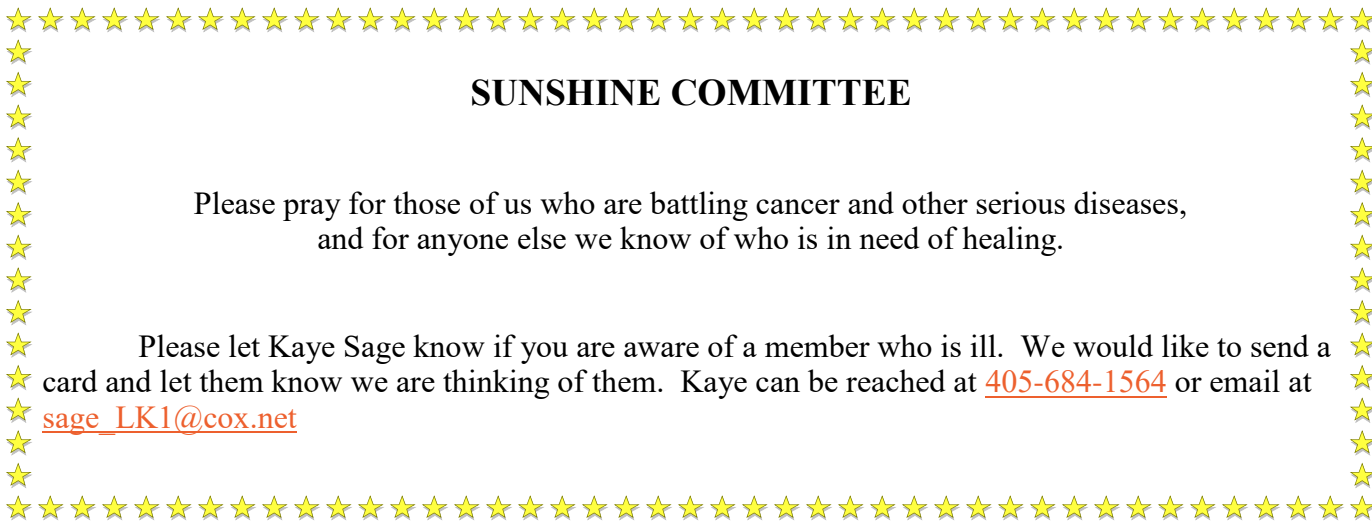 SUNSHINE COMMITTEE
Please pray for those of us who are battling cancer and other serious diseases,
and for anyone else we know of who is in need of healing.
Please let Kaye Sage know if you are aware of a member who is ill.  We would like to send a
card and let them know we are thinking of them.  Kaye can be reached at 405-684-1564 or email at
sage_LK1@cox.net